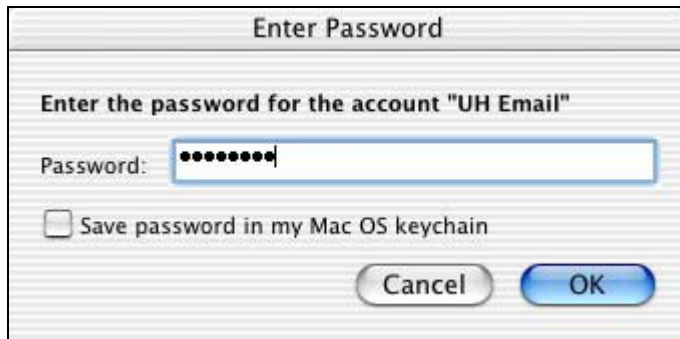 Enter Password
Enter the password for the account "UH Email"
Password: ••••••••
Save password in my Mac OS keychain
Cancel OK